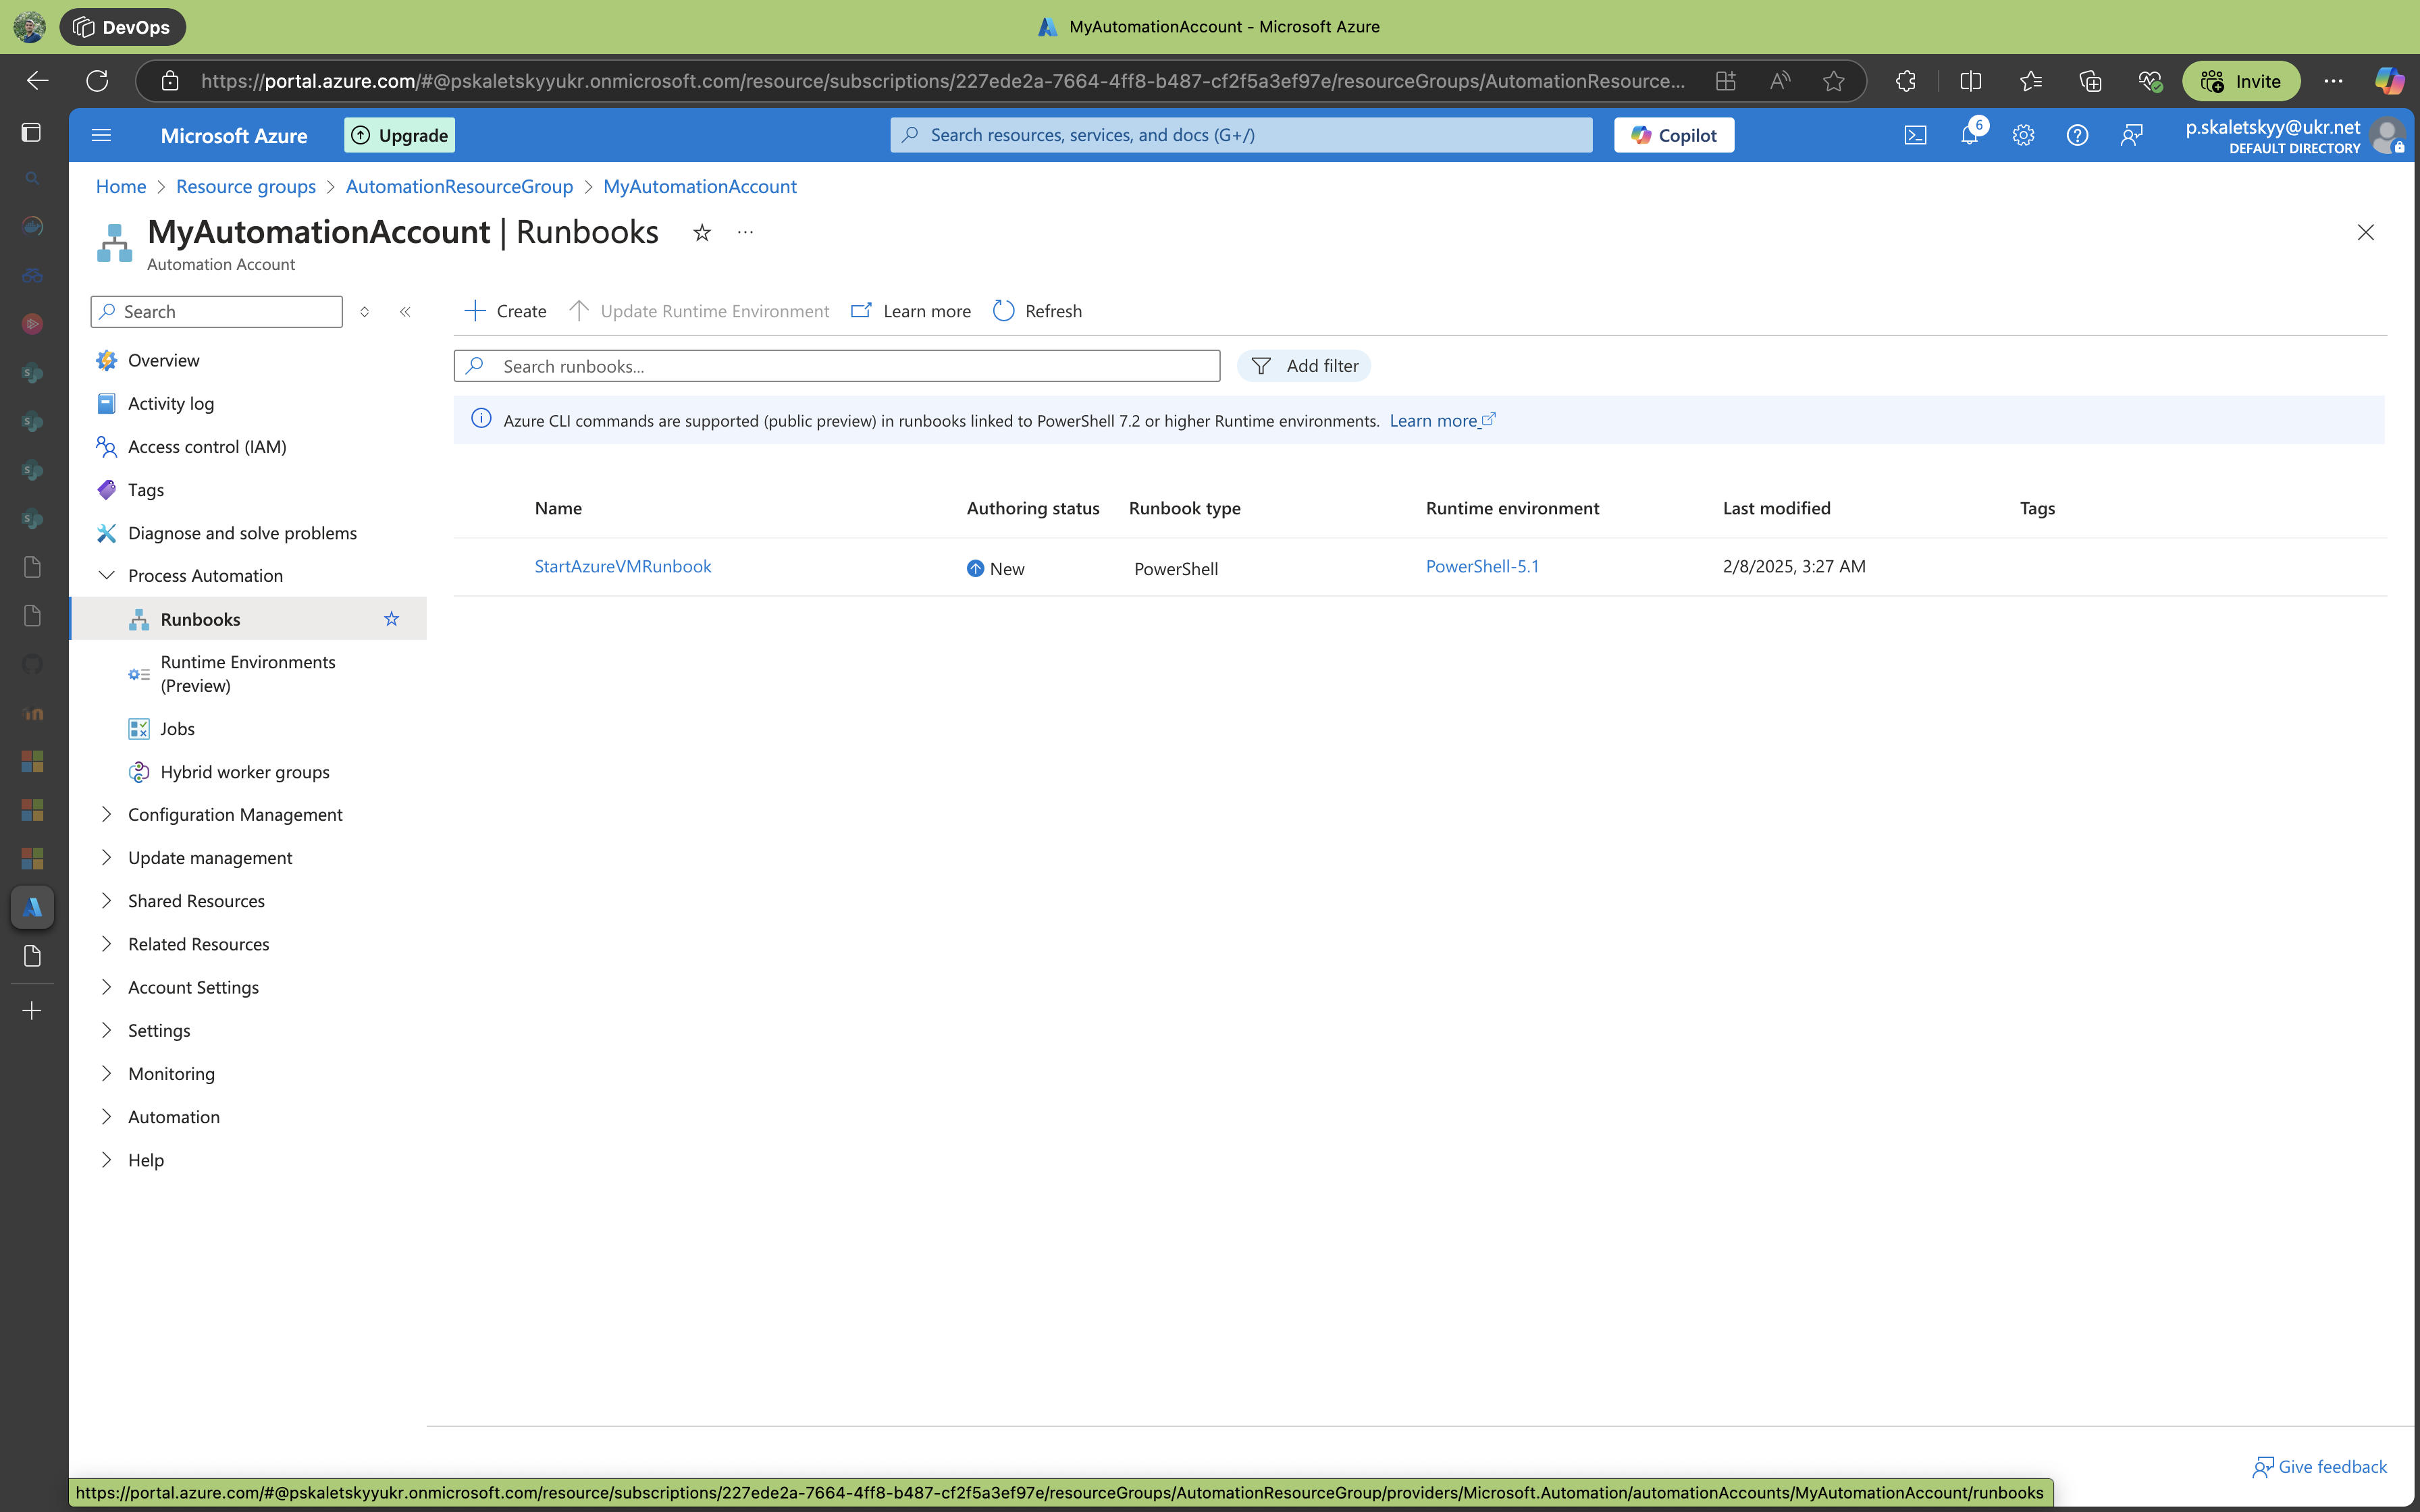 DevOps
MyAutomationAccount - Microsoft Azure
https://portal.azure.com/#@pskaletskyyukr.onmicrosoft.com/resource/subscriptions/227ede2a-7664-4ff8-b487-cf2f5a3ef97e/resourceGroups/AutomationResource...
Invite
Microsoft Azure
Upgrade
Search resources, services, and docs (G+/)
Copilot
6
p.skaletskyy@ukr.net
DEFAULT DIRECTORY
Home > Resource groups > AutomationResourceGroup > MyAutomationAccount
MyAutomationAccount | Runbooks
Automation Account
Search
Create
Update Runtime Environment
Learn more
Refresh
Search runbooks...
Add filter
Azure CLI commands are supported (public preview) in runbooks linked to PowerShell 7.2 or higher Runtime environments. Learn more
Overview
Activity log
Access control (IAM)
Tags
Diagnose and solve problems
Process Automation
Runbooks
Runtime Environments
(Preview)
Jobs
Hybrid worker groups
Configuration Management
Update management
Shared Resources
Related Resources
Account Settings
Settings
Monitoring
Automation
Help
Name Authoring status Runbook type Runtime environment Last modified Tags
StartAzureVMRunbook New PowerShell PowerShell-5.1 2/8/2025, 3:27 AM
Give feedback
https://portal.azure.com/#@pskaletskyyukr.onmicrosoft.com/resource/subscriptions/227ede2a-7664-4ff8-b487-cf2f5a3ef97e/resourceGroups/AutomationResourceGroup/providers/Microsoft.Automation/automationAccounts/MyAutomationAccount/runbooks